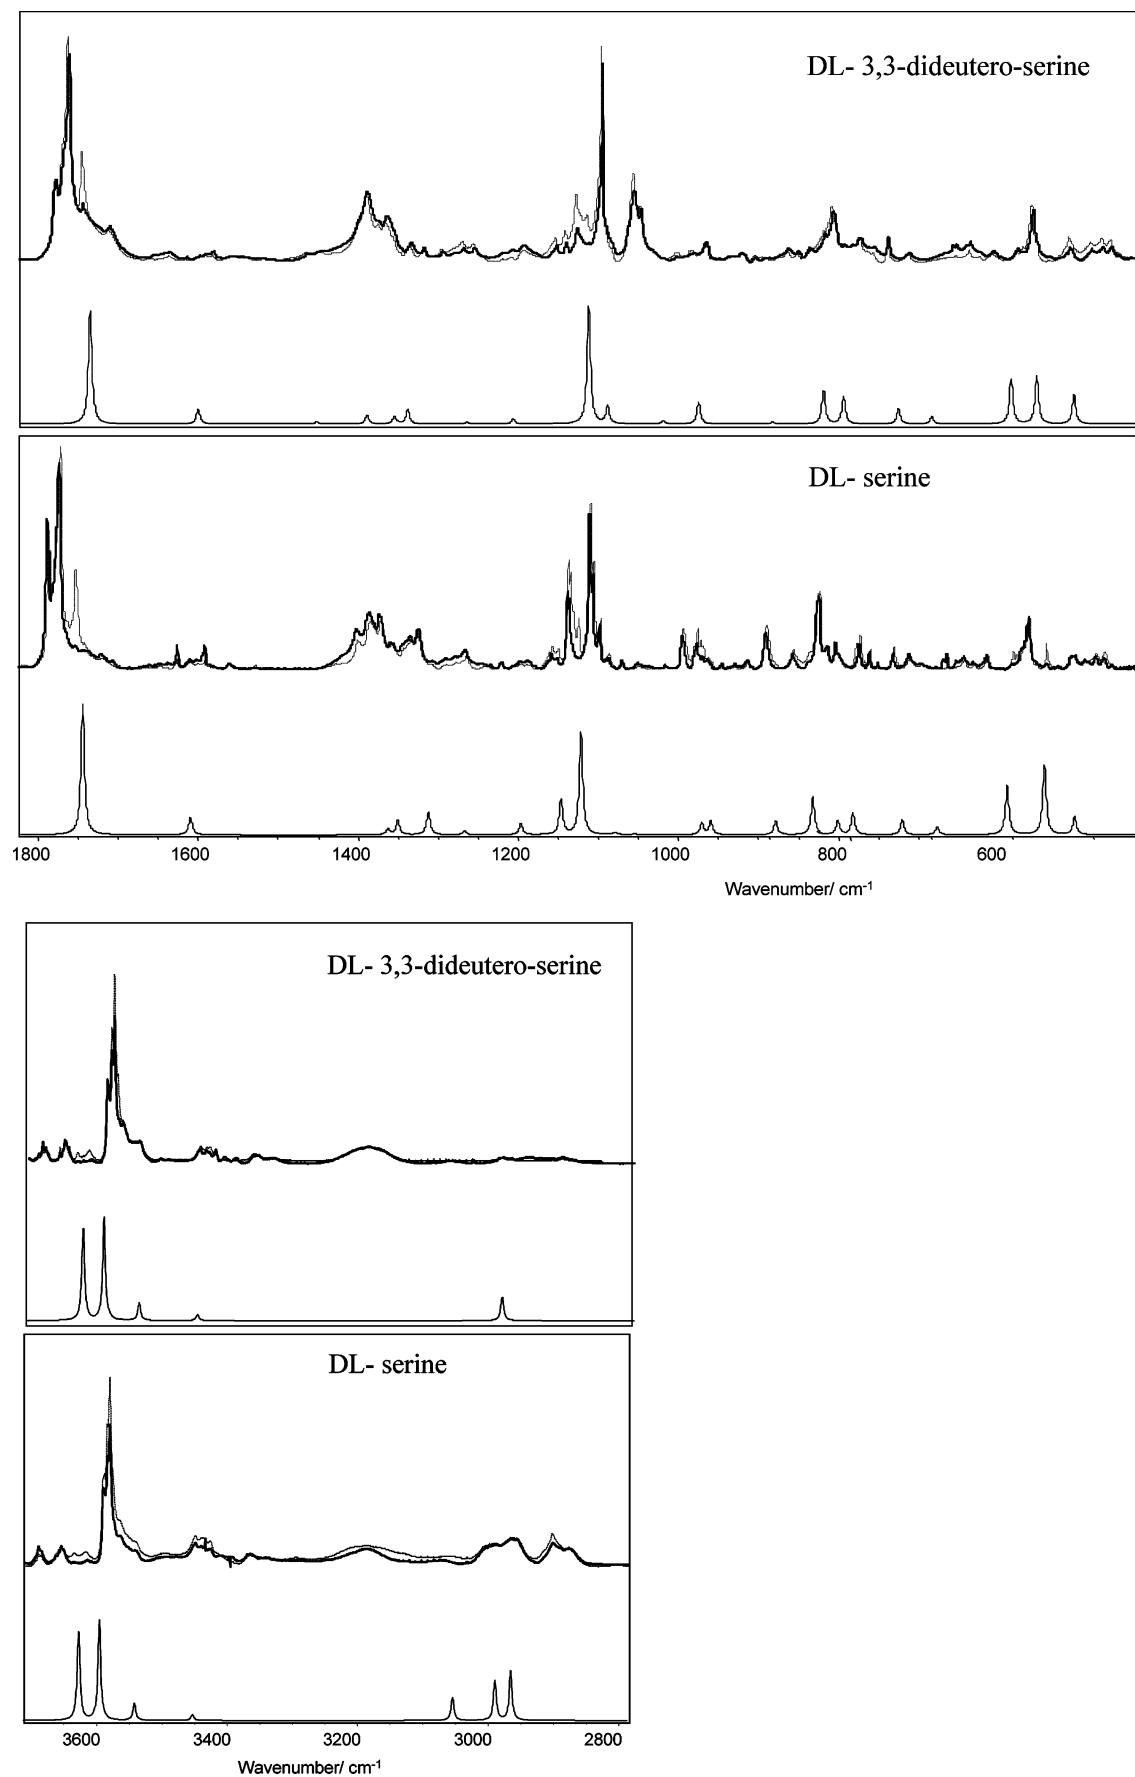 DL- 3,3-dideutero-serine
DL- serine
1800 1600 1400 1200 1000 800 600
Wavenumber/ cm-1
DL- 3,3-dideutero-serine
DL- serine
3600 3400 3200 3000 2800
Wavenumber/ cm-1